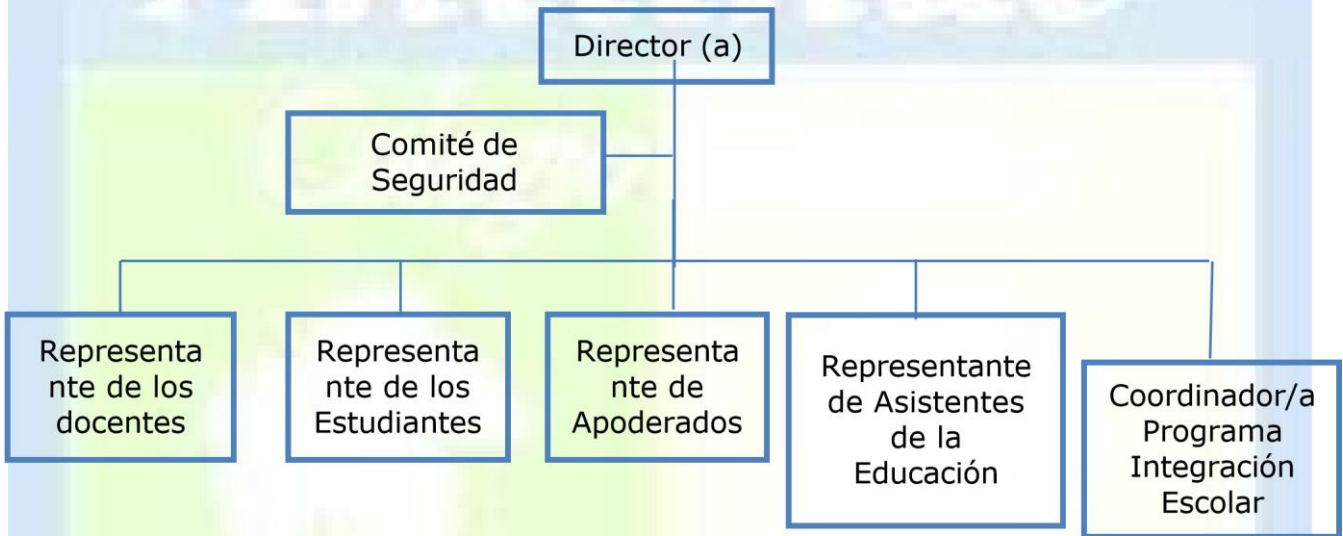 Director (a)
Comité de
Seguridad
Representa
nte de los
docentes
Representa
nte de los
Estudiantes
Representa
nte de
Apoderados
Representante
de Asistentes
de la
Educación
Coordinador/a
Programa
Integración
Escolar